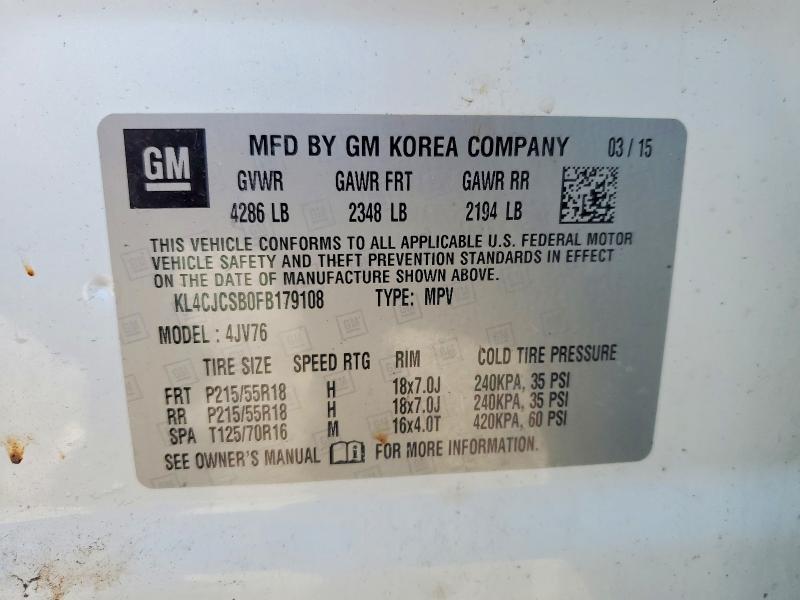 GM MFD BY GM KOREA COMPANY 03 / 15
GVWR GAWR FRT GAWR RR
4286 LB 2348 LB 2194 LB
THIS VEHICLE CONFORMS TO ALL APPLICABLE U.S. FEDERAL MOTOR
VEHICLE SAFETY AND THEFT PREVENTION STANDARDS IN EFFECT
ON THE DATE OF MANUFACTURE SHOWN ABOVE.
KL4CJCSB0FB179108 TYPE: MPV
MODEL : 4JV76
TIRE SIZE SPEED RTG RIM COLD TIRE PRESSURE
FRT P215/55R18 H 18x7.0J 240KPA, 35 PSI
RR P215/55R18 H 18x7.0J 240KPA, 35 PSI
SPA T125/70R16 M 16x4.0T 420KPA, 60 PSI
SEE OWNER'S MANUAL i FOR MORE INFORMATION.